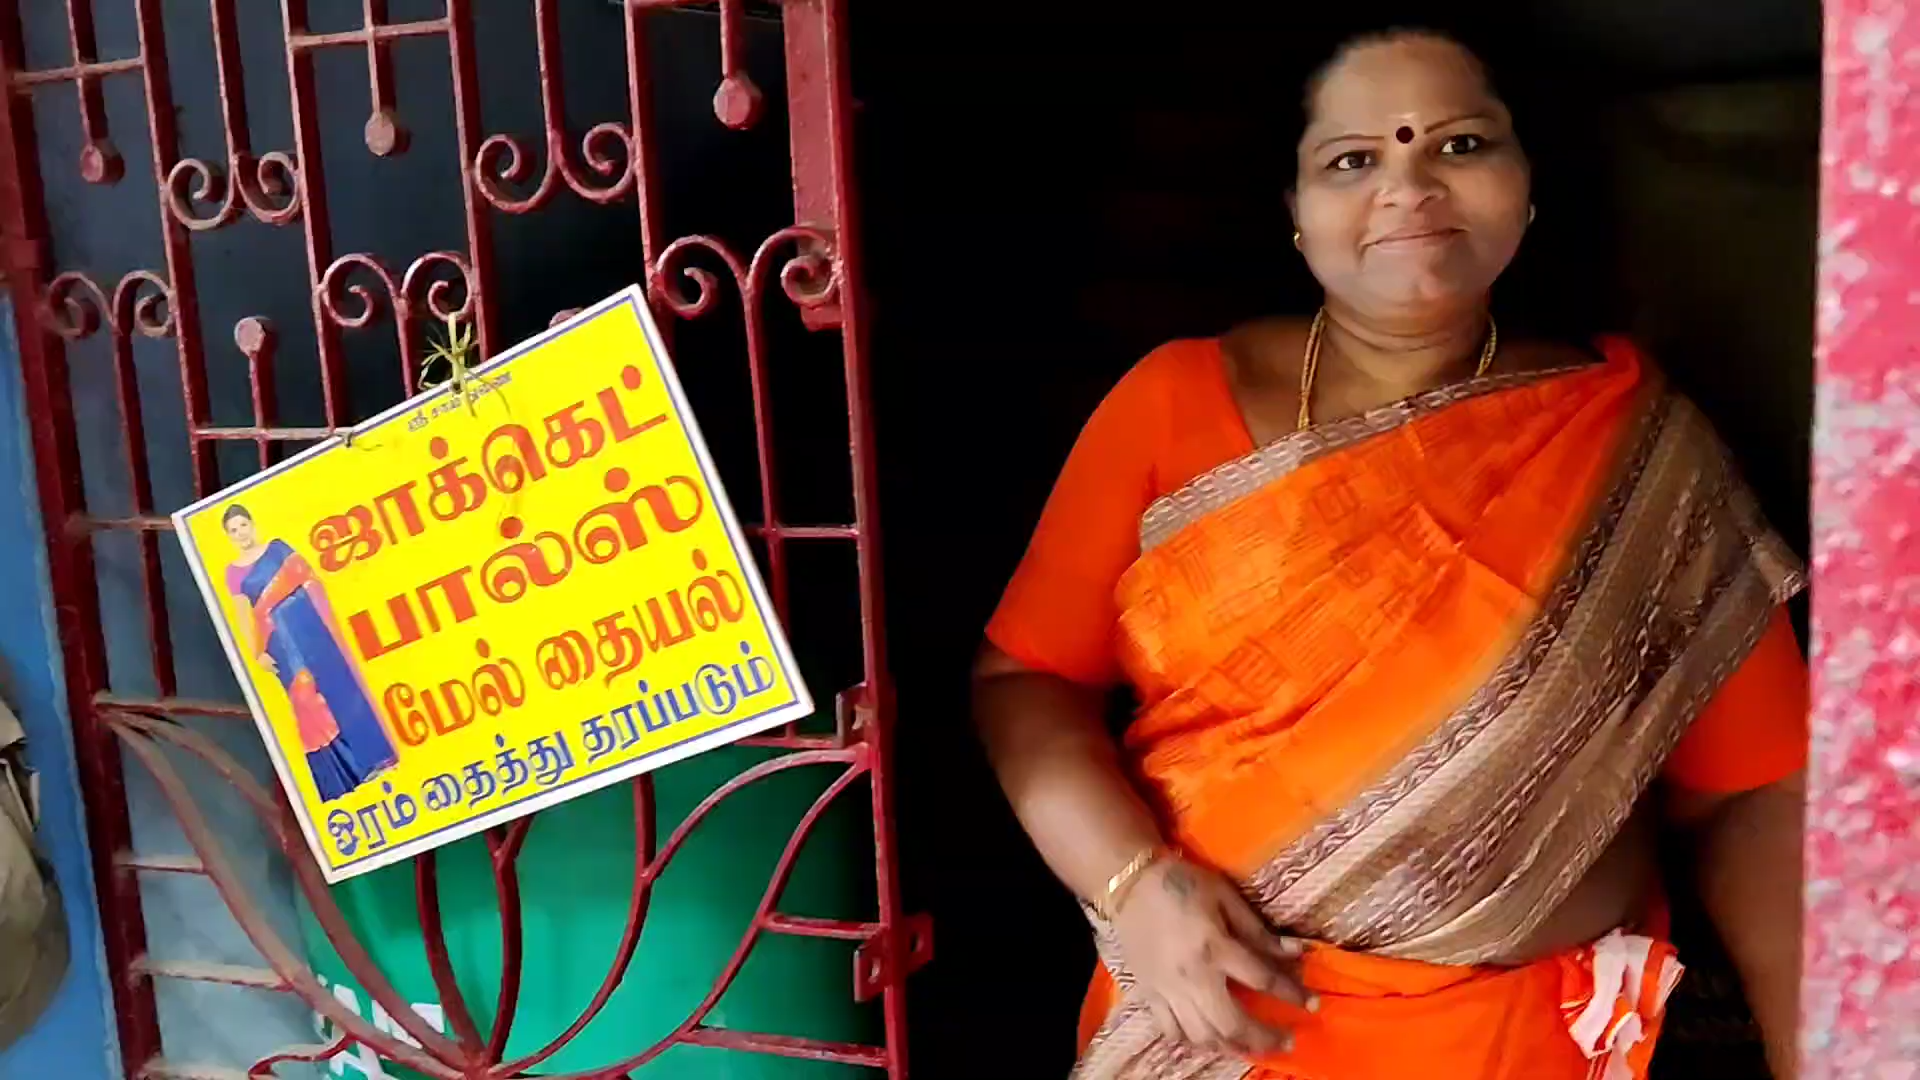 ஜாக்கெட்
பால்ஸ்
மேல் தையல்
ஓரம் தைத்து தரப்படும்